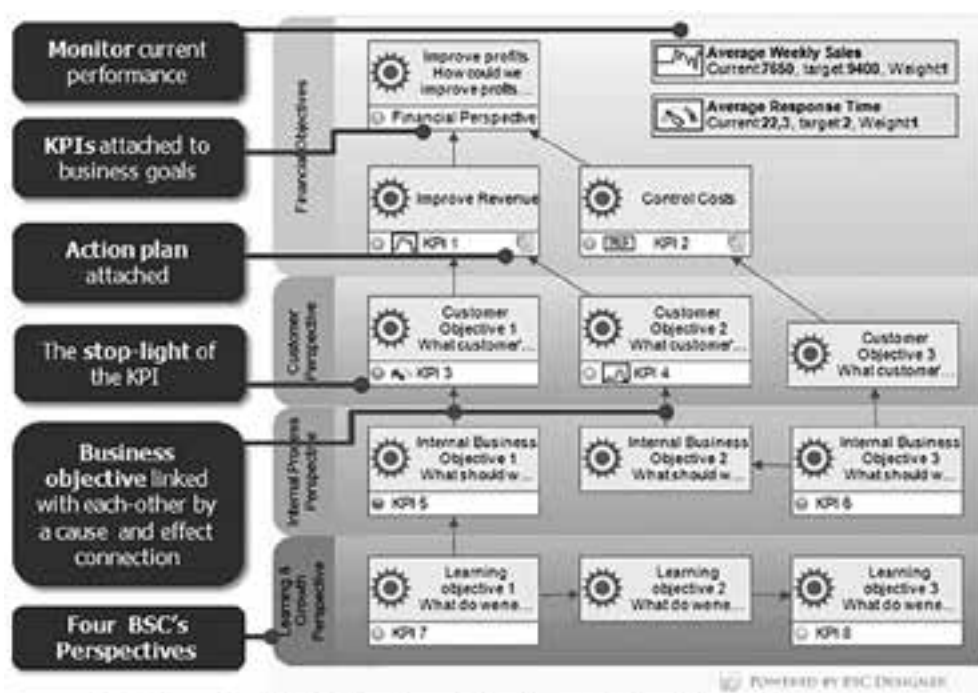 Monitor current
performance
KPIs attached to
business goals
Action plan
attached
The stop-light of
the KPI
Business
objective linked
with each-other by
a cause and effect
connection
Four BSC's
Perspectives
Financial Objectives
Improve profits
How could we
improve profits...
Financial Perspective
Average Weekly Sales
Current:7650, target:9400, Weight:1
Average Response Time
Current:22,3, target:2, Weight:1
Improve Revenue
KPI 1
Control Costs
KPI 2
Customer
Perspective
Customer
Objective 1
What customer'...
KPI 3
Customer
Objective 2
What customer'...
KPI 4
Customer
Objective 3
What customer'...
Internal Process
Perspective
Internal Business
Objective 1
What should w...
KPI 5
Internal Business
Objective 2
What should w...
Internal Business
Objective 3
What should w...
KPI 6
Learning &
Growth
Perspective
Learning
objective 1
What do wene...
KPI 7
Learning
objective 2
What do wene...
Learning
objective 3
What do wene...
KPI 8
POWERED BY BSC DESIGNER